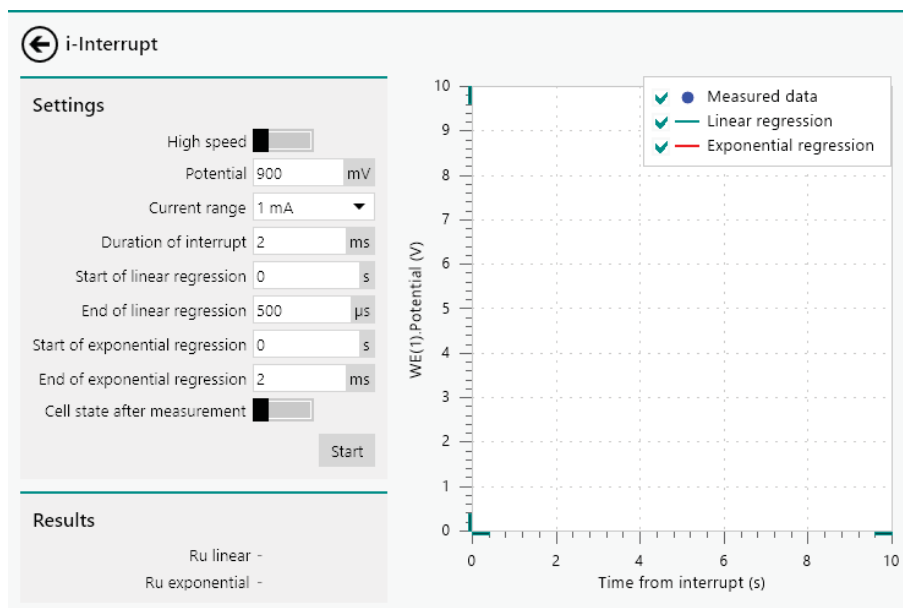 i-Interrupt
Settings
High speed
Potential 900 mV
Current range 1 mA
Duration of interrupt 2 ms
Start of linear regression 0 s
End of linear regression 500 µs
Start of exponential regression 0 s
End of exponential regression 2 ms
Cell state after measurement
Start
Results
Ru linear -
Ru exponential -
Measured data
Linear regression
Exponential regression
WE(1).Potential (V)
10
9
8
7
6
5
4
3
2
1
0
0 2 4 6 8 10
Time from interrupt (s)